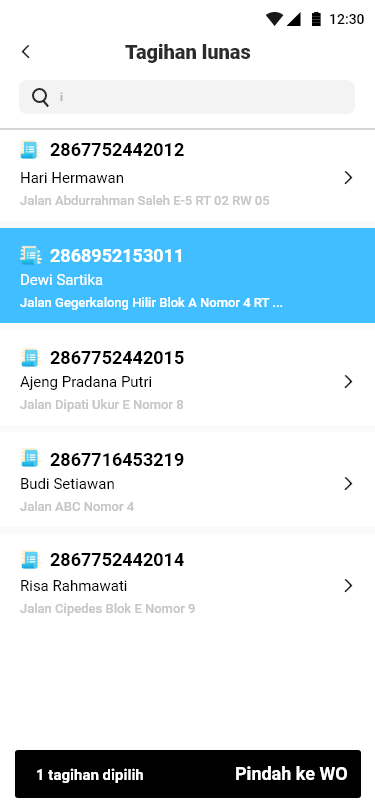 12:30
Tagihan lunas
i
2867752442012
Hari Hermawan
Jalan Abdurrahman Saleh E-5 RT 02 RW 05
2868952153011
Dewi Sartika
Jalan Gegerkalong Hilir Blok A Nomor 4 RT ...
2867752442015
Ajeng Pradana Putri
Jalan Dipati Ukur E Nomor 8
2867716453219
Budi Setiawan
Jalan ABC Nomor 4
2867752442014
Risa Rahmawati
Jalan Cipedes Blok E Nomor 9
1 tagihan dipilih Pindah ke WO